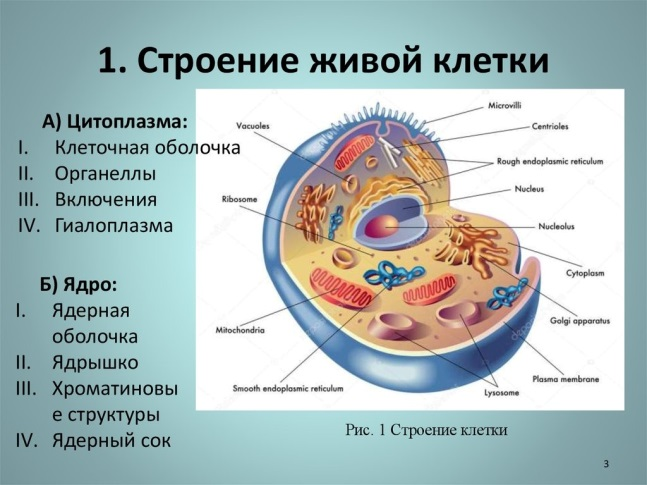 1. Строение живой клетки
А) Цитоплазма:
I. Клеточная оболочка
II. Органеллы
III. Включения
IV. Гиалоплазма
Б) Ядро:
I. Ядерная
оболочка
II. Ядрышко
III. Хроматиновы
е структуры
IV. Ядерный сок
Microvilli
Vacuoles
Centrioles
Rough endoplasmic reticulum
Nucleus
Ribosome
Nucleolus
Cytoplasm
Golgi apparatus
Mitochondria
Plasma membrane
Smooth endoplasmic reticulum
Lysosome
Рис. 1 Строение клетки
3